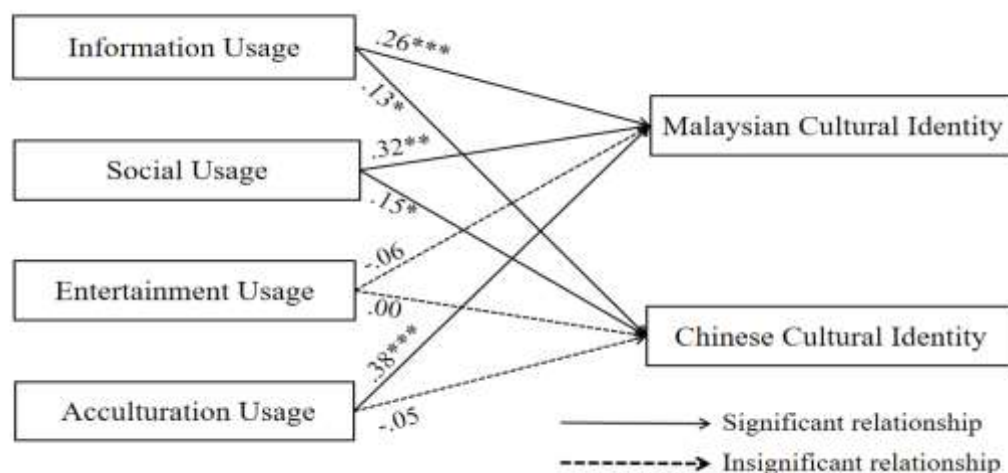 Information Usage
.26***
.13*
Malaysian Cultural Identity
.32**
Social Usage
.15*
-.06
Entertainment Usage
.00
Chinese Cultural Identity
.38***
Acculturation Usage
-.05
Significant relationship
Insignificant relationship